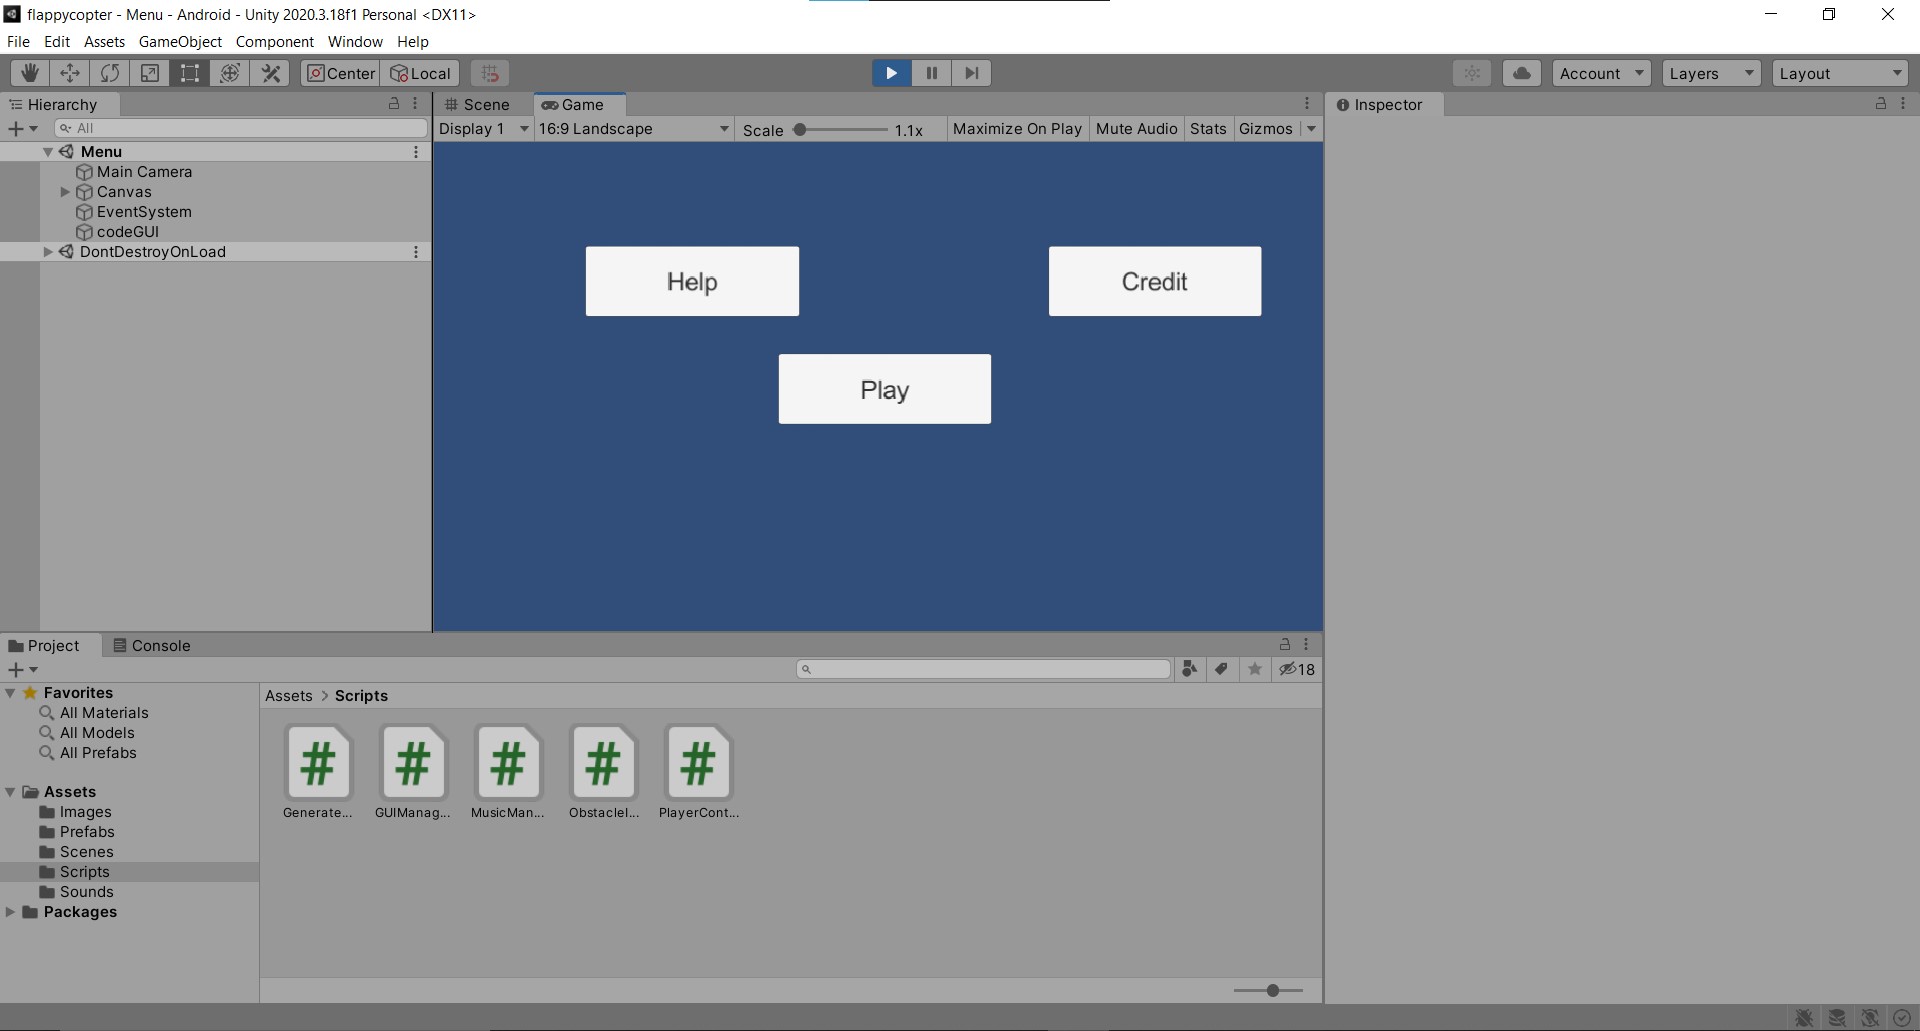 flappycopter - Menu - Android - Unity 2020.3.18f1 Personal <DX11>
File Edit Assets GameObject Component Window Help
Center Local Account Layers Layout
Hierarchy
All
Menu
Main Camera
Canvas
EventSystem
codeGUI
DontDestroyOnLoad
Scene Game
Display 1 16:9 Landscape Scale 1.1x Maximize On Play Mute Audio Stats Gizmos
Help
Credit
Play
Inspector
Project Console
18
Favorites
All Materials
All Models
All Prefabs
Assets
Images
Prefabs
Scenes
Scripts
Sounds
Packages
Assets > Scripts
# # # # #
Generate... GUIManag... MusicMan... ObstacleI... PlayerCont...